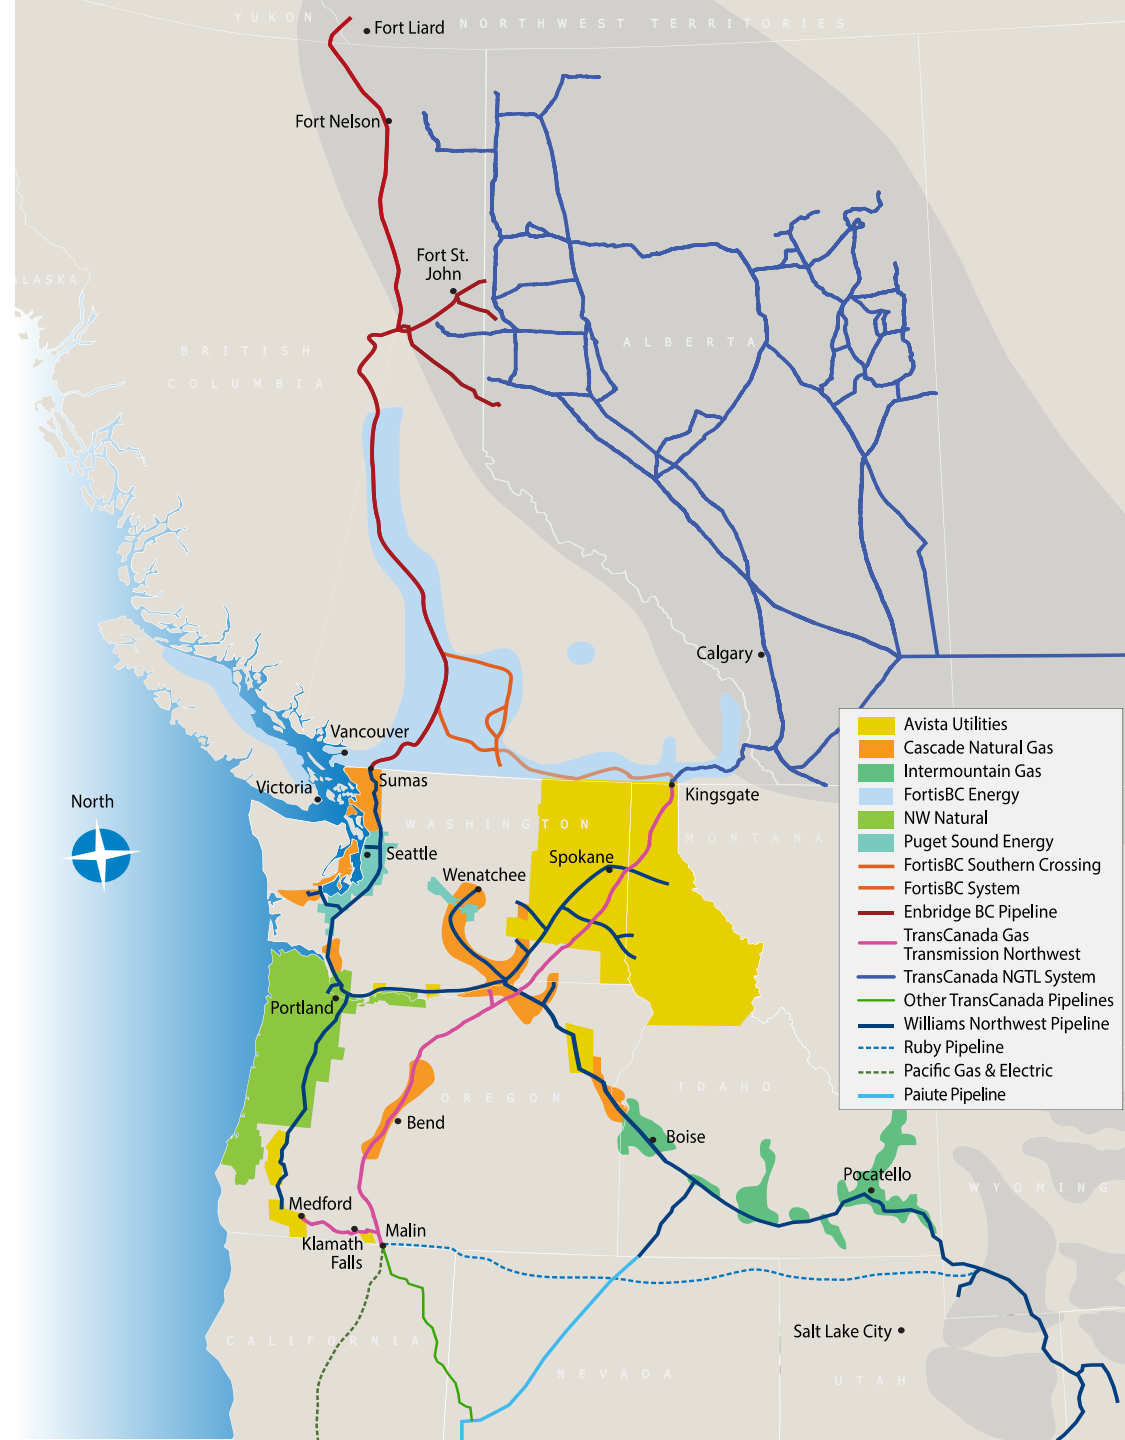 YUKON
NORTHWEST TERRITORIES
Fort Liard
Fort Nelson
Fort St.
John
ALASKA
BRITISH
COLUMBIA
ALBERTA
Calgary
Vancouver
Sumas
Victoria
Kingsgate
North
WASHINGTON
MONTANA
Seattle
Spokane
Wenatchee
Portland
IDAHO
OREGON
Bend
Boise
Pocatello
WYOMING
Medford
Malin
Klamath
Falls
CALIFORNIA
Salt Lake City
NEVADA
UTAH
Avista Utilities
Cascade Natural Gas
Intermountain Gas
FortisBC Energy
NW Natural
Puget Sound Energy
FortisBC Southern Crossing
FortisBC System
Enbridge BC Pipeline
TransCanada Gas
Transmission Northwest
TransCanada NGTL System
Other TransCanada Pipelines
Williams Northwest Pipeline
Ruby Pipeline
Pacific Gas & Electric
Paiute Pipeline